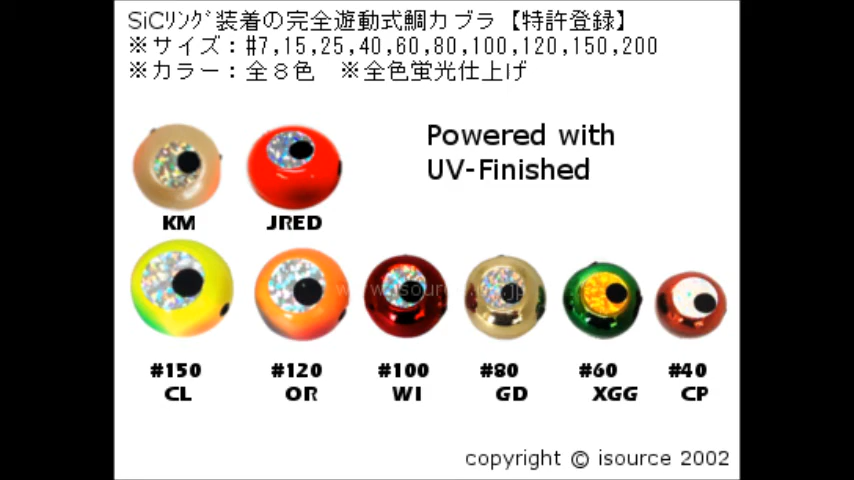 SiCﾘﾝｸﾞ装着の完全遊動式鯛カブラ【特許登録】
※サイズ：#7,15,25,40,60,80,100,120,150,200
※カラー：全８色　※全色蛍光仕上げ
Powered with
UV-Finished
KM JRED
#150 #120 #100 #80 #60 #40
CL OR WI GD XGG CP
copyright © isource 2002